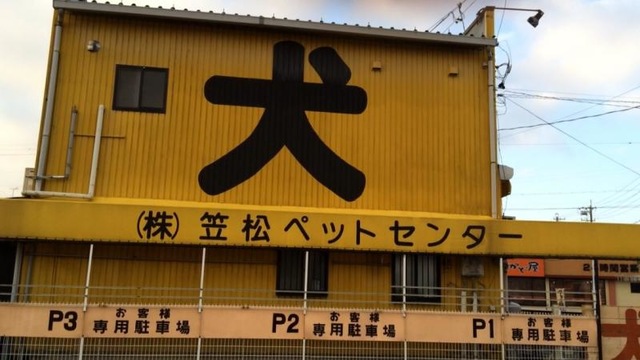 犬
(株)笠松ペットセンター
P3 お客様
専用駐車場
P2 お客様
専用駐車場
P1 お客様
専用駐車場